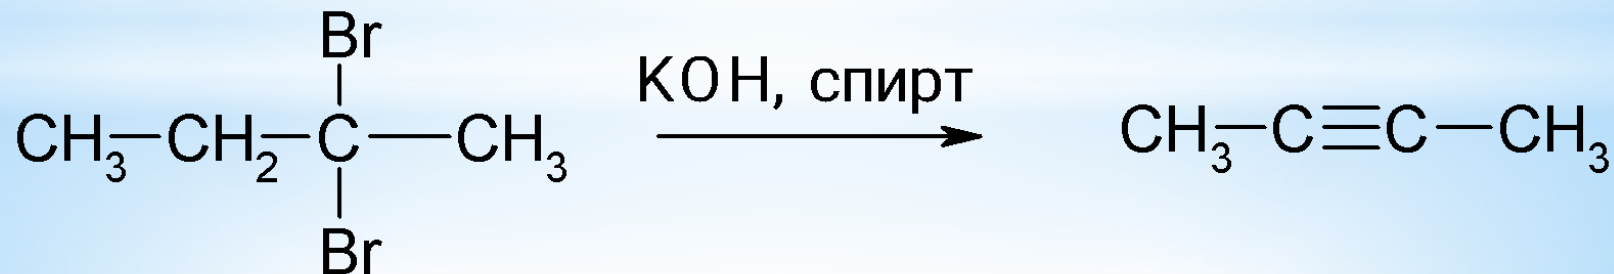 Br
KOH, спирт
CH₃—CH₂—C—CH₃ → CH₃—C≡C—CH₃
Br